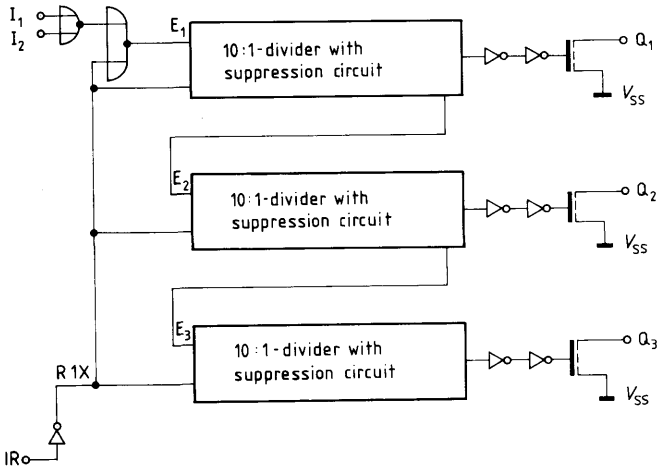 I1
I2
E1
10:1-divider with
suppression circuit
Q1
VSS
E2
10:1-divider with
suppression circuit
Q2
VSS
E3
10:1-divider with
suppression circuit
Q3
VSS
R1X
IR